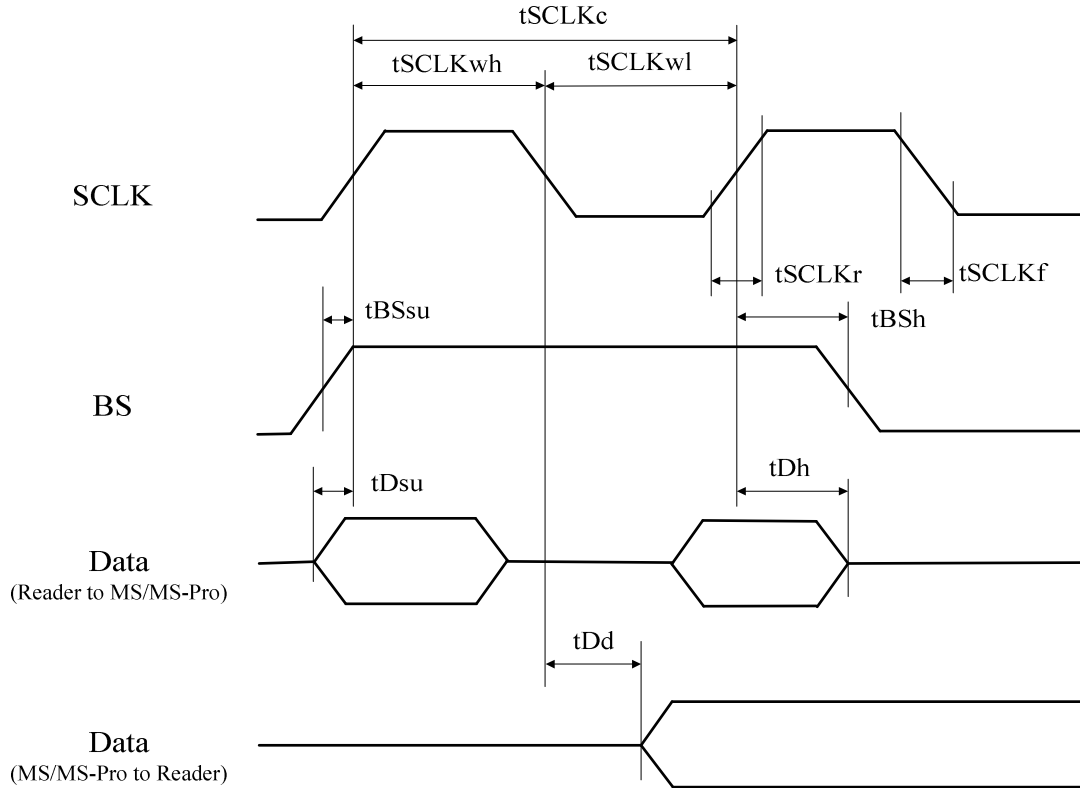 tSCLKc
tSCLKwh
tSCLKwl
SCLK
tSCLKr
tSCLKf
tBSsu
tBSh
BS
tDsu
tDh
Data
(Reader to MS/MS-Pro)
tDd
Data
(MS/MS-Pro to Reader)